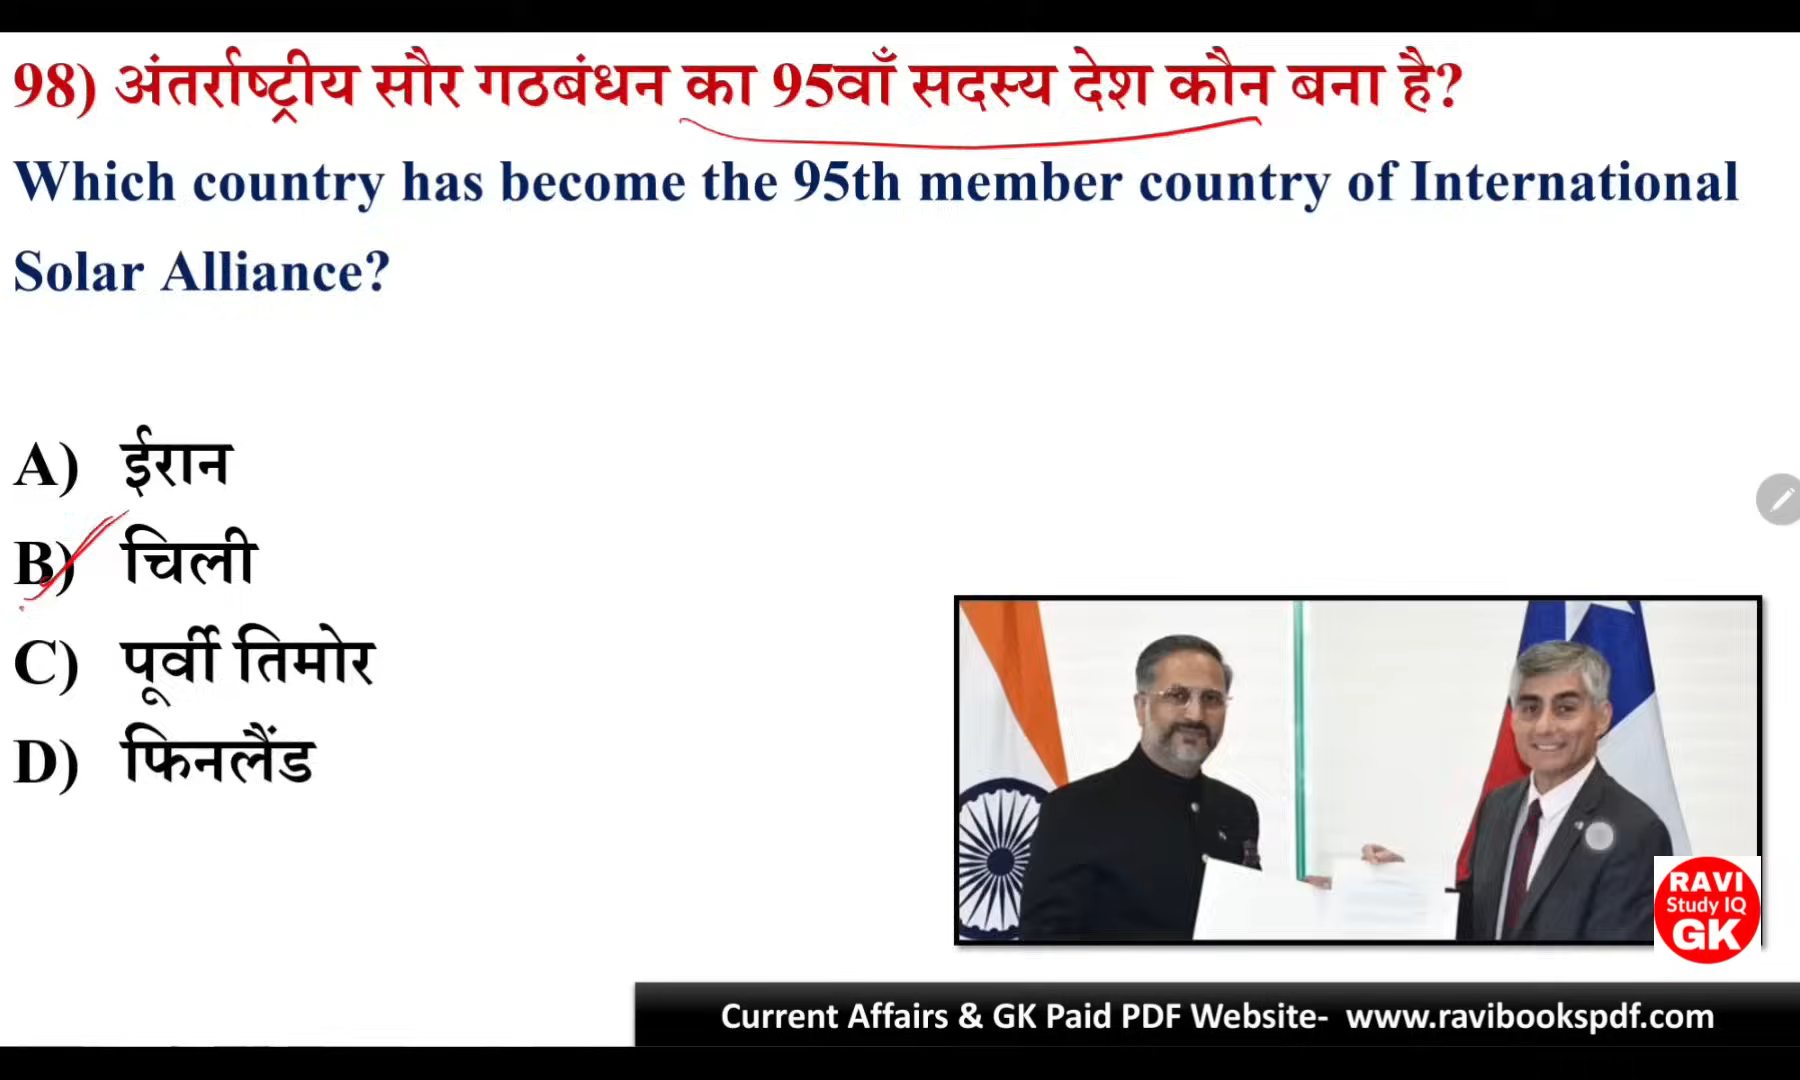 98) अंतर्राष्ट्रीय सौर गठबंधन का 95वाँ सदस्य देश कौन बना है?
Which country has become the 95th member country of International
Solar Alliance?
A) ईरान
B) चिली
C) पूर्वी तिमोर
D) फिनलैंड
RAVI
Study IQ
GK
Current Affairs & GK Paid PDF Website- www.ravibookspdf.com